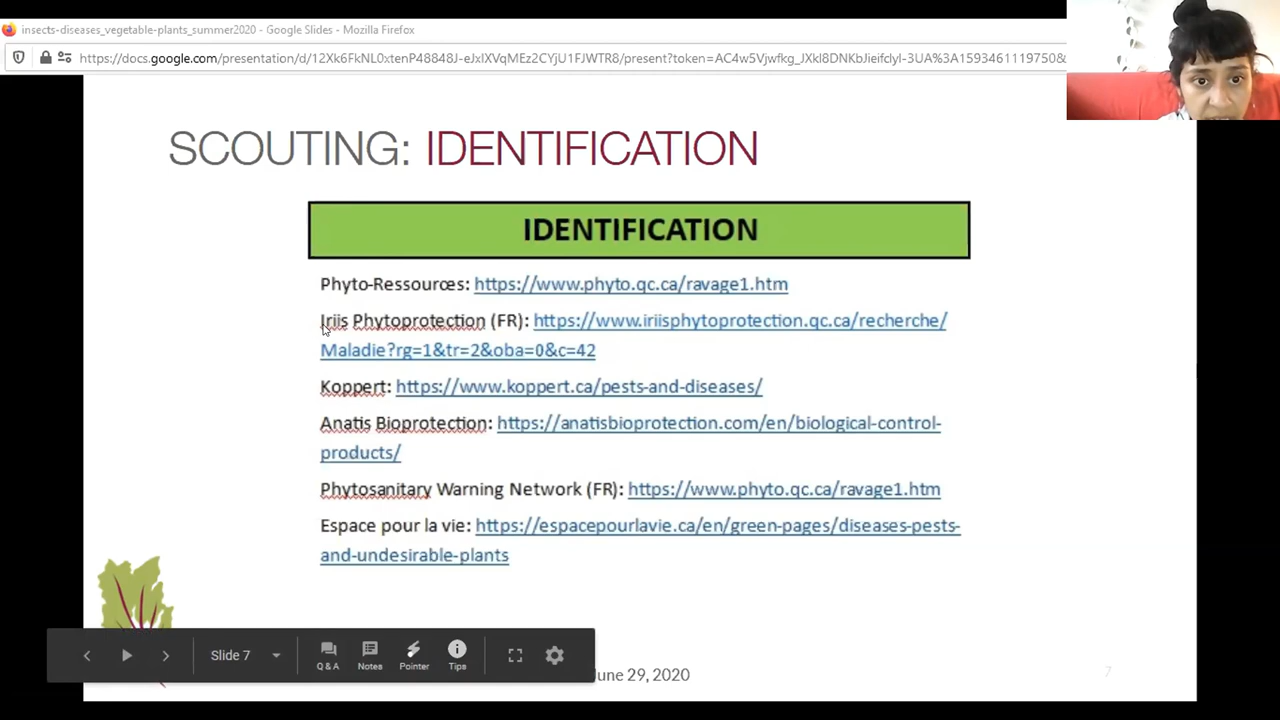 insects-diseases_vegetable-plants_summer2020 - Google Slides - Mozilla Firefox
https://docs.google.com/presentation/d/12Xk6FkNL0xtenP48848J-eJxIXVqMEz2CYjU1FJWTR8/present?token=AC4w5Vjwfkg_JXkl8DNKbJieifclyl-3UA%3A1593461119750&
SCOUTING: IDENTIFICATION
IDENTIFICATION
Phyto-Ressources: https://www.phyto.qc.ca/ravage1.htm
Iriis Phytoprotection (FR): https://www.iriisphytoprotection.qc.ca/recherche/
Maladie?rg=1&tr=2&oba=0&c=42
Koppert: https://www.koppert.ca/pests-and-diseases/
Anatis Bioprotection: https://anatisbioprotection.com/en/biological-control-
products/
Phytosanitary Warning Network (FR): https://www.phyto.qc.ca/ravage1.htm
Espace pour la vie: https://espacepourlavie.ca/en/green-pages/diseases-pests-
and-undesirable-plants
Slide 7
Q & A
Notes
Pointer
Tips
June 29, 2020
7